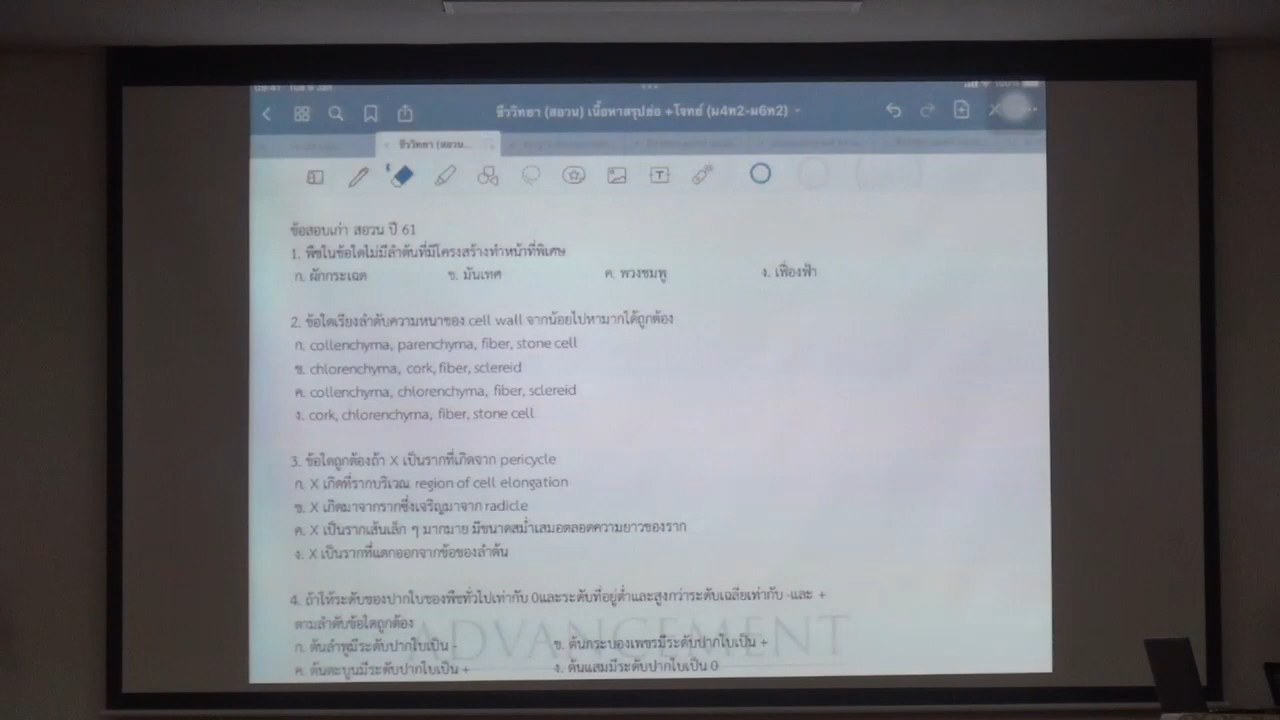 ชีววิทยา (สอวน) เนื้อหาสรุปย่อ +โจทย์ (ม4ท2-ม6ท2)
ชีววิทยา (สอวน...
ข้อสอบเก่า สอวน ปี 61
1. พืชในข้อใดไม่มีลำต้นที่มีโครงสร้างทำหน้าที่พิเศษ
ก. ผักกระเฉด ข. มันเทศ ค. พวงชมพู ง. เฟื่องฟ้า
2. ข้อใดเรียงลำดับความหนาของ cell wall จากน้อยไปหามากได้ถูกต้อง
ก. collenchyma, parenchyma, fiber, stone cell
ข. chlorenchyma, cork, fiber, sclereid
ค. collenchyma, chlorenchyma, fiber, sclereid
ง. cork, chlorenchyma, fiber, stone cell
3. ข้อใดถูกต้องถ้า X เป็นรากที่เกิดจาก pericycle
ก. X เกิดที่รากบริเวณ region of cell elongation
ข. X เกิดมาจากรากซึ่งเจริญมาจาก radicle
ค. X เป็นรากเส้นเล็ก ๆ มากมาย มีขนาดสม่ำเสมอตลอดความยาวของราก
ง. X เป็นรากที่แตกออกจากข้อของลำต้น
4. ถ้าให้ระดับของปากใบของพืชทั่วไปเท่ากับ 0และระดับที่อยู่ต่ำและสูงกว่าระดับเฉลี่ยเท่ากับ -และ +
ตามลำดับข้อใดถูกต้อง
ก. ต้นลำพูมีระดับปากใบเป็น - ข. ต้นกระบองเพชรมีระดับปากใบเป็น +
ค. ต้นตะบูนมีระดับปากใบเป็น + ง. ต้นแสมมีระดับปากใบเป็น 0
ADVANCEMENT